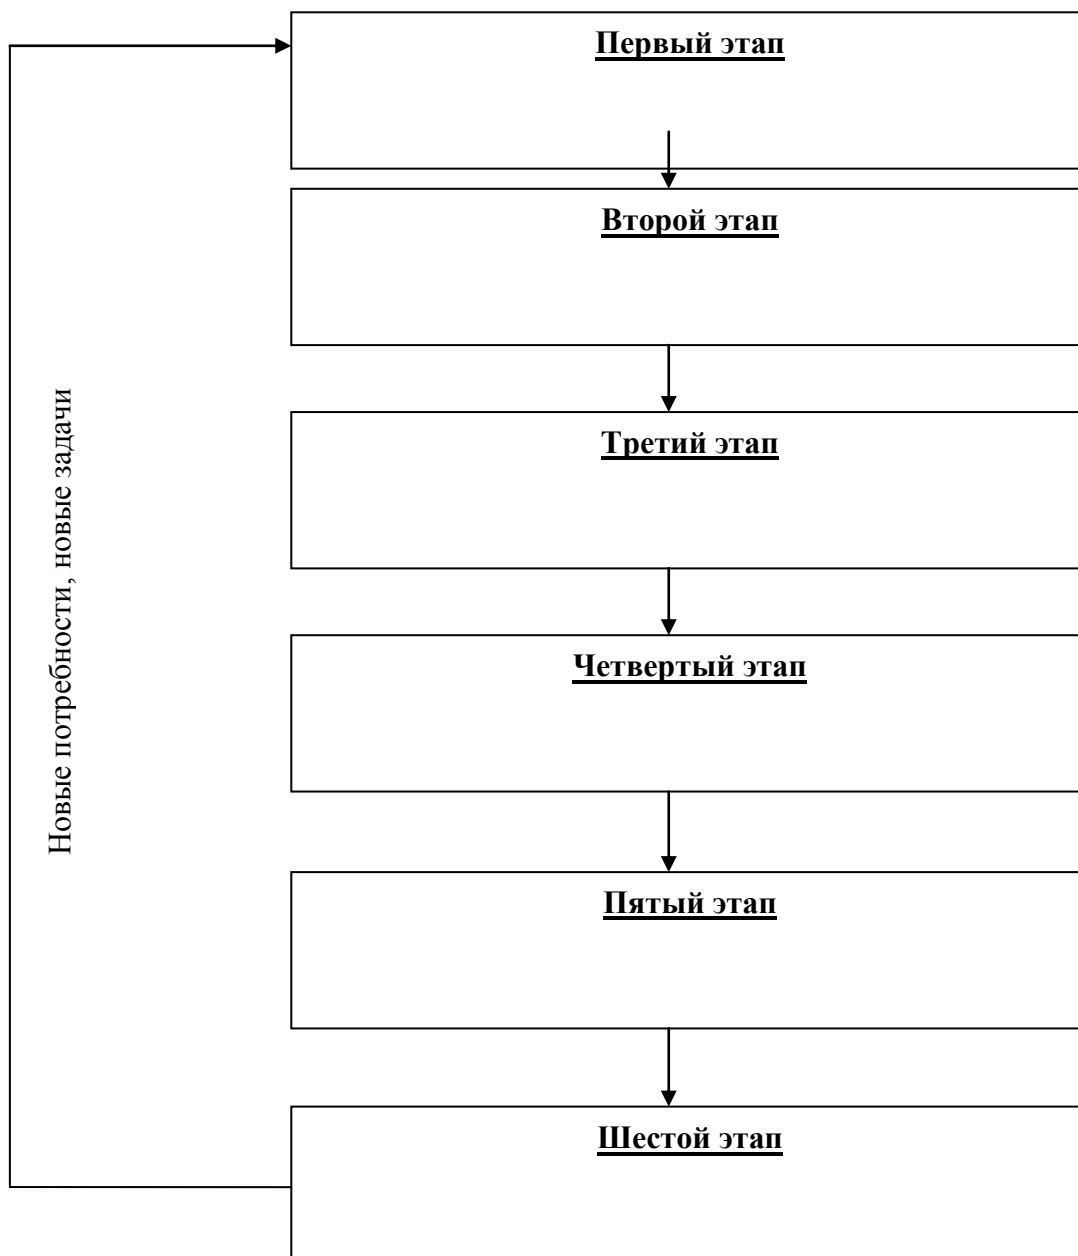 Первый этап
Второй этап
Третий этап
Четвертый этап
Пятый этап
Шестой этап
Новые потребности, новые задачи